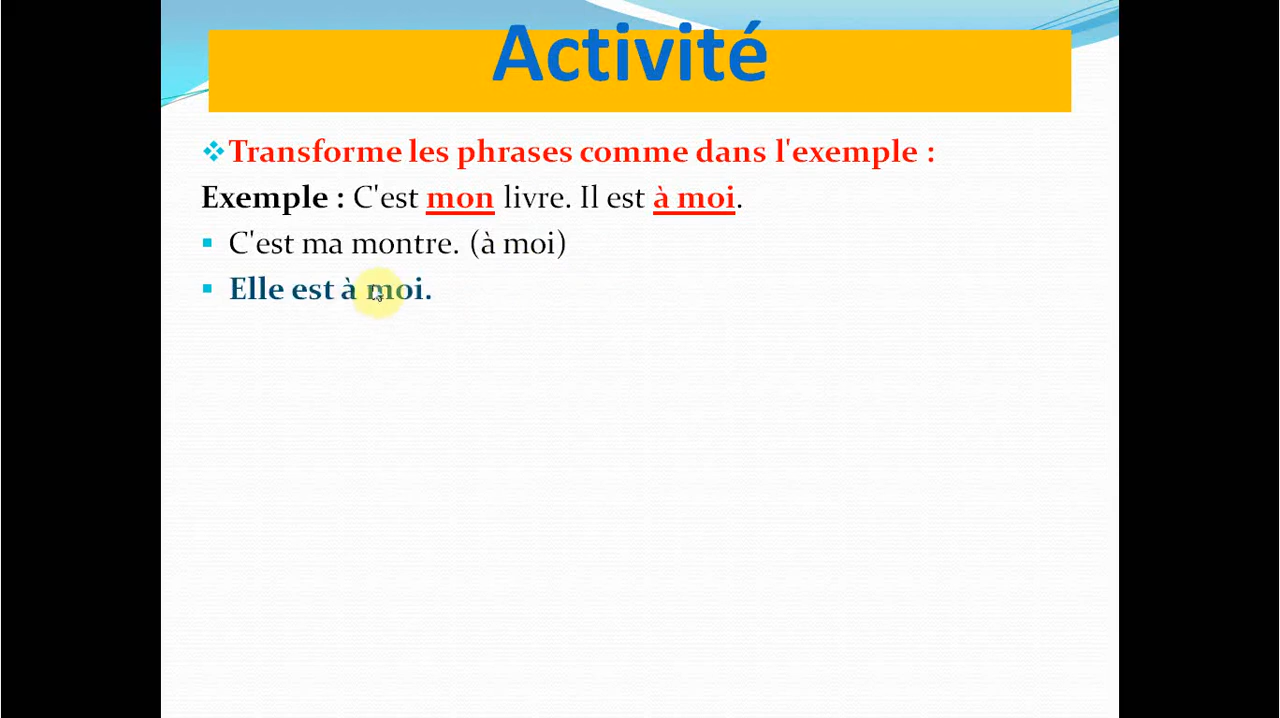 Activité
Transforme les phrases comme dans l'exemple :
Exemple : C'est mon livre. Il est à moi.
C'est ma montre. (à moi)
Elle est à moi.